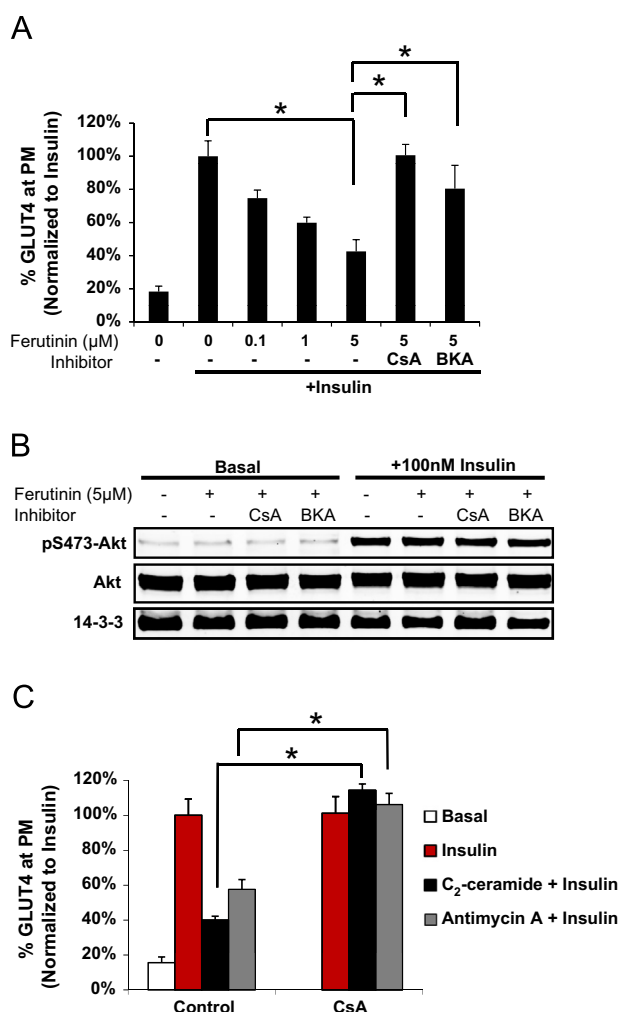 A
*
*
*
% GLUT4 at PM
(Normalized to Insulin)
120%
100%
80%
60%
40%
20%
0%
Ferutinin (µM) 0 0 0.1 1 5 5 5
Inhibitor - - - - - CsA BKA
+Insulin
B
Basal +100nM Insulin
Ferutinin (5µM) - + + + - + + +
Inhibitor - - CsA BKA - - CsA BKA
pS473-Akt
Akt
14-3-3
C
*
*
% GLUT4 at PM
(Normalized to Insulin)
120%
100%
80%
60%
40%
20%
0%
Control CsA
Basal
Insulin
C₂-ceramide + Insulin
Antimycin A + Insulin